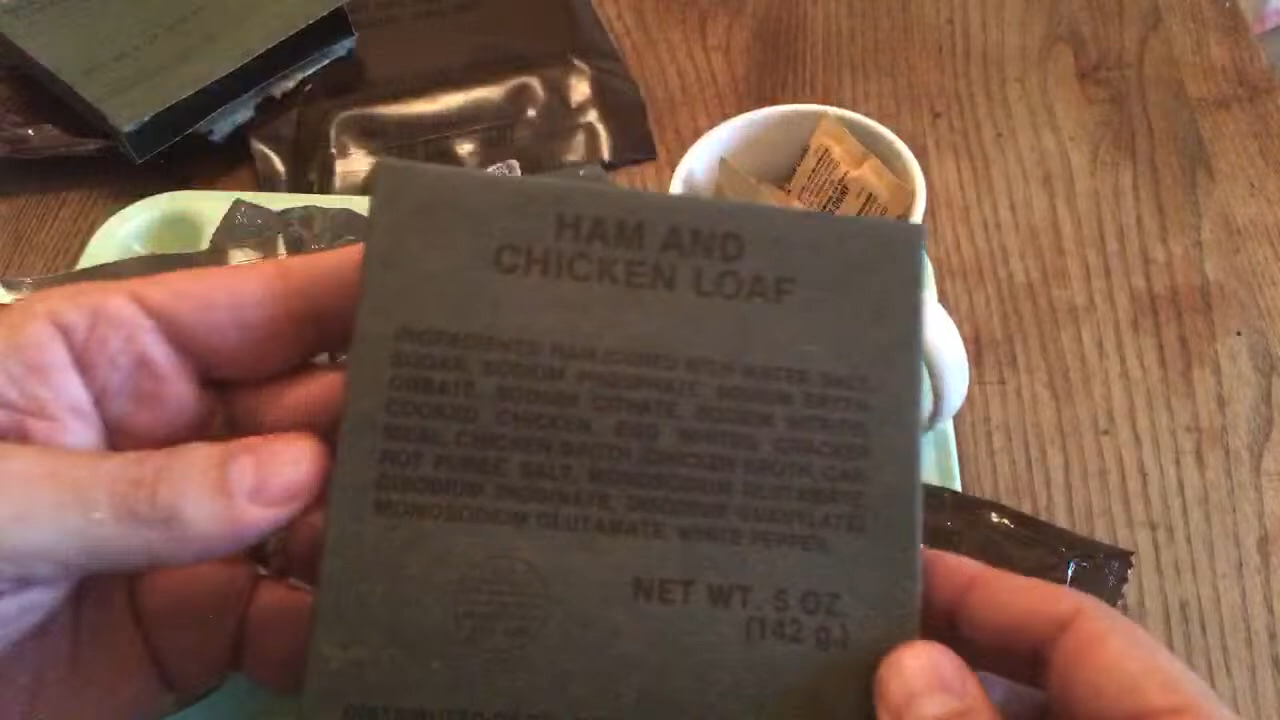 HAM AND
CHICKEN LOAF
INGREDIENTS: HAM (CURED WITH WATER, SALT,
SUGAR, SODIUM PHOSPHATE, SODIUM ERYTH-
ORBATE, SODIUM CITRATE, SODIUM NITRITE),
COOKED CHICKEN, EGG WHITES, CRACKER
MEAL, CHICKEN BROTH (CHICKEN BROTH, CAR-
ROT PUREE, SALT, MONOSODIUM GLUTAMATE,
DISODIUM INOSINATE, DISODIUM GUANYLATE),
MONOSODIUM GLUTAMATE, WHITE PEPPER.
NET WT. 5 OZ.
(142 g.)